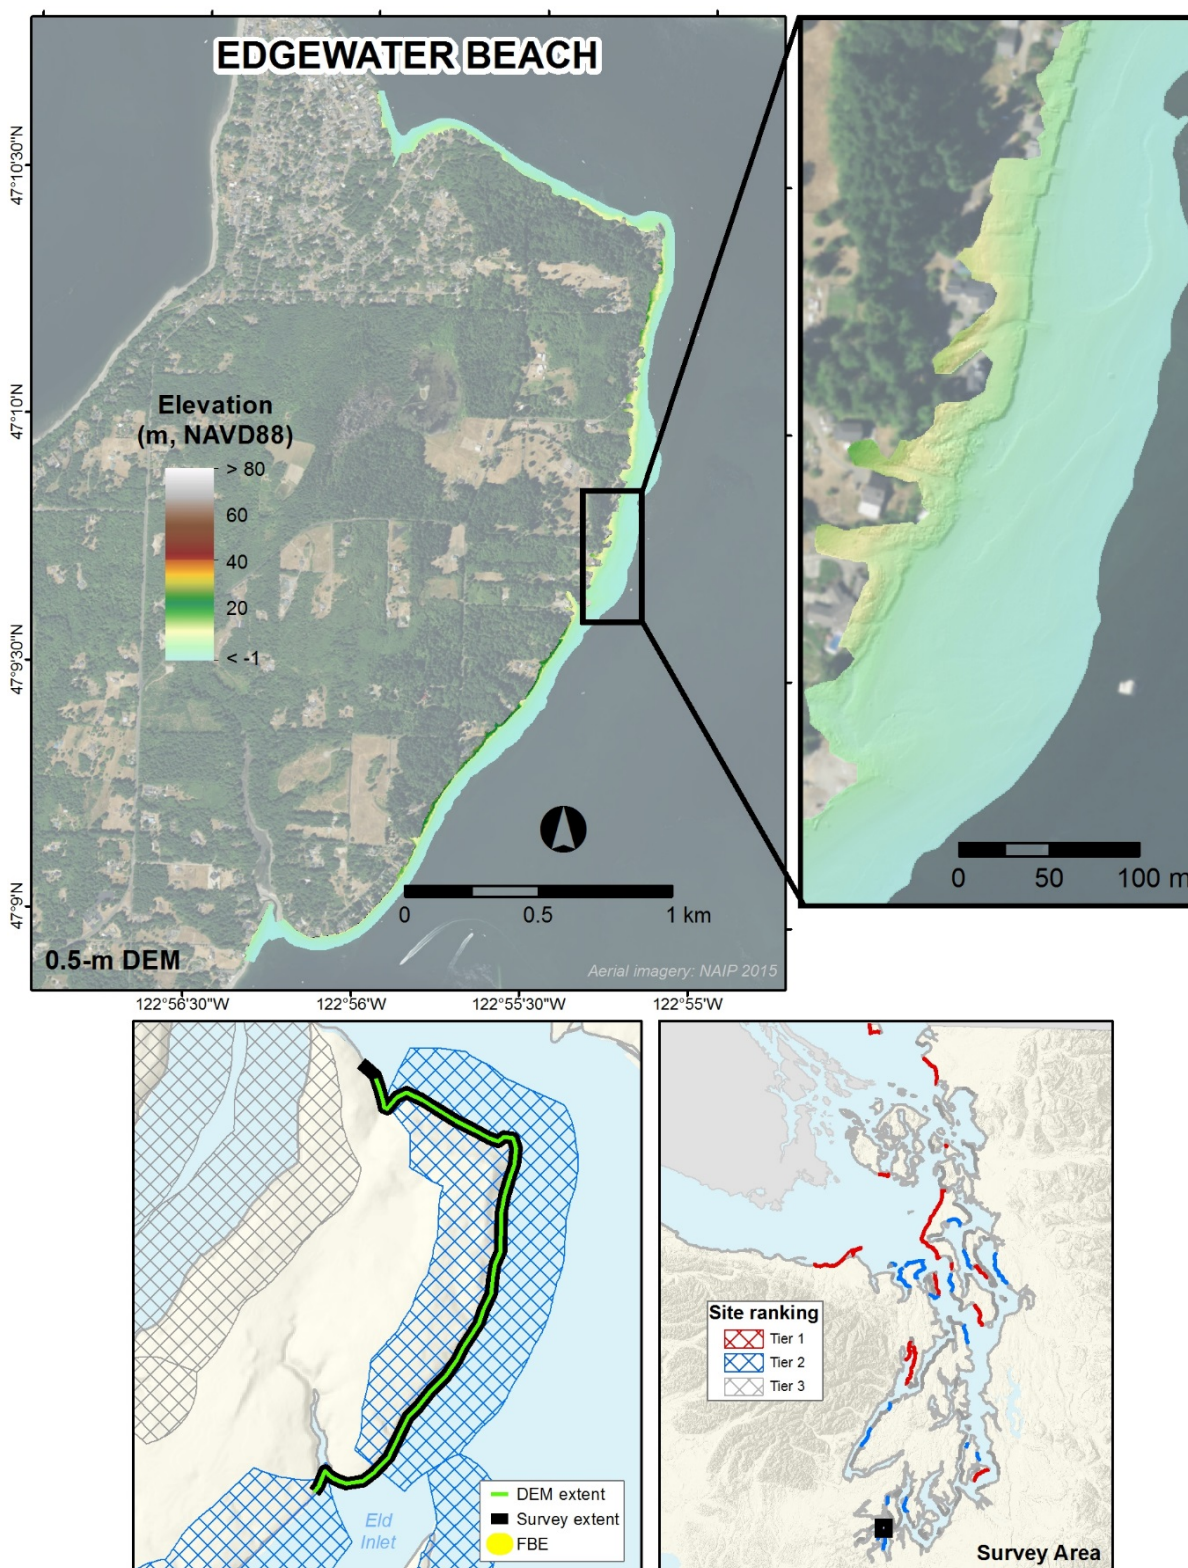 EDGEWATER BEACH
47°10'30"N
47°10'N
47°9'30"N
47°9'N
Elevation
(m, NAVD88)
> 80
60
40
20
< -1
0 0.5 1 km
0.5-m DEM
Aerial imagery: NAIP 2015
122°56'30"W 122°56'W 122°55'30"W 122°55'W
0 50 100 m
Eld
Inlet
DEM extent
Survey extent
FBE
Site ranking
Tier 1
Tier 2
Tier 3
Survey Area